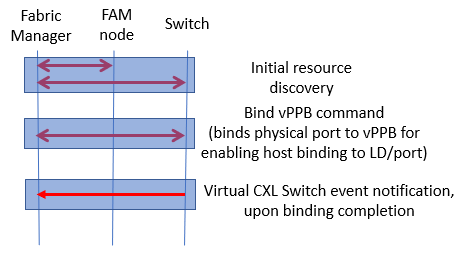 Fabric
Manager
FAM
node
Switch
Initial resource
discovery
Bind vPPB command
(binds physical port to vPPB for
enabling host binding to LD/port)
Virtual CXL Switch event notification,
upon binding completion